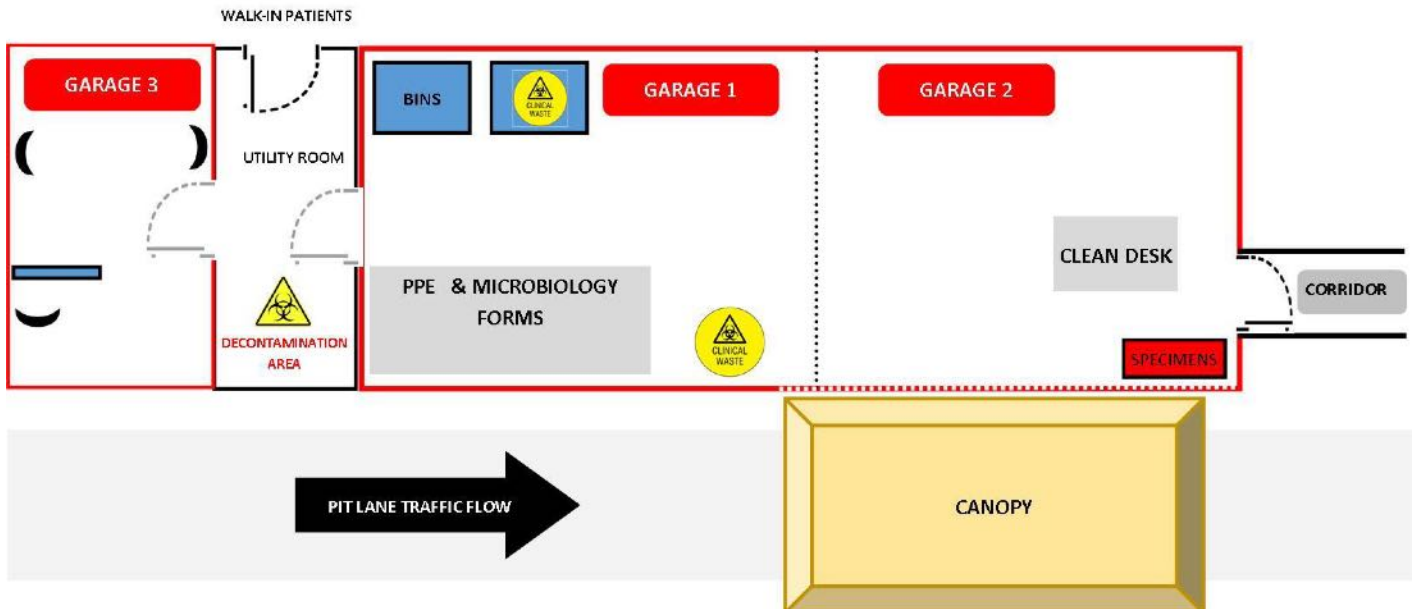 WALK-IN PATIENTS
GARAGE 3
BINS
CLINICAL
WASTE
GARAGE 1
GARAGE 2
UTILITY ROOM
CLEAN DESK
CORRIDOR
PPE & MICROBIOLOGY
FORMS
DECONTAMINATION
AREA
CLINICAL
WASTE
SPECIMENS
PIT LANE TRAFFIC FLOW
CANOPY